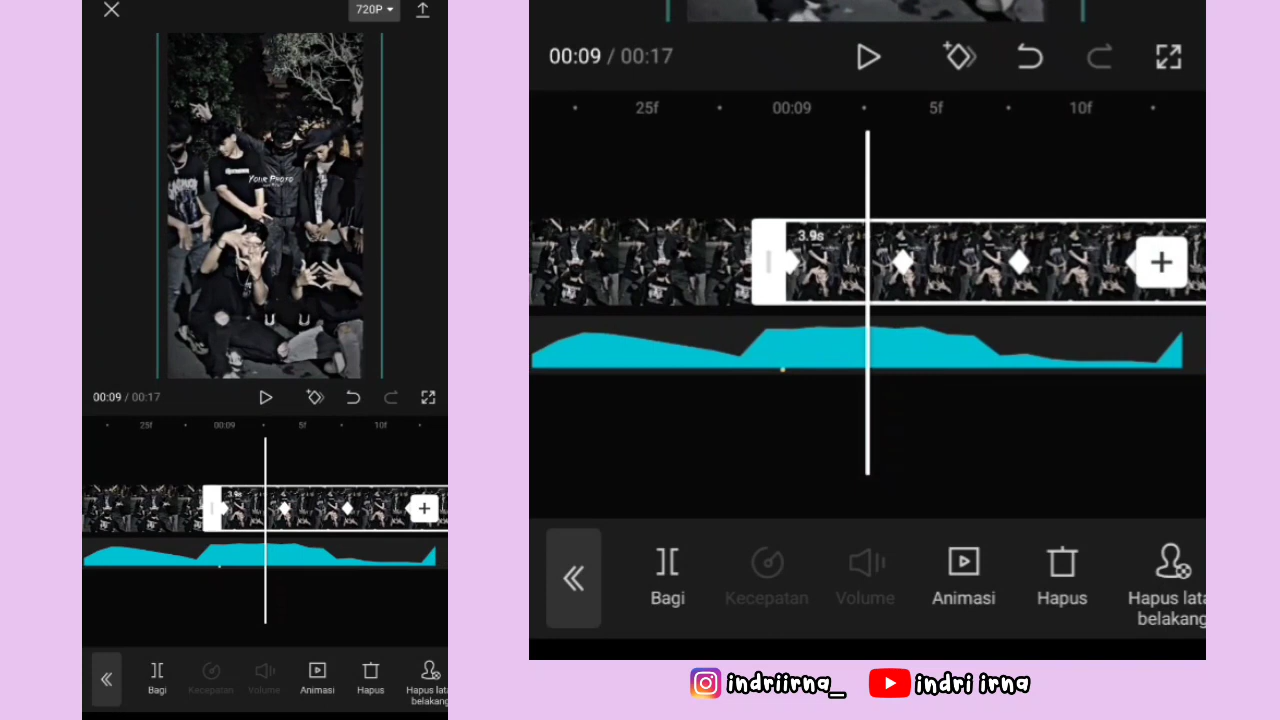 720P
YOUR PHOTO
00:09 / 00:17
25f
00:09
5f
10f
3.9s
Bagi
Kecepatan
Volume
Animasi
Hapus
Hapus lata
belakang
00:09 / 00:17
25f
00:09
5f
10f
3.9s
Bagi
Kecepatan
Volume
Animasi
Hapus
Hapus lata
belakang
indriirna_
indri irna